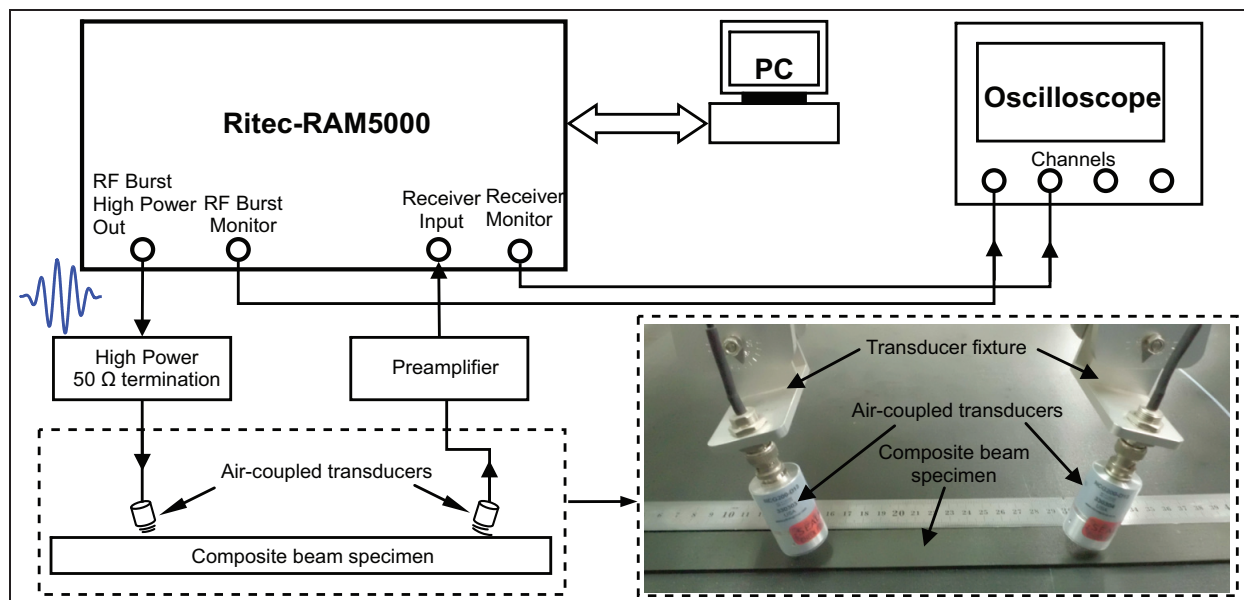 Ritec-RAM5000
PC
Oscilloscope
Channels
RF Burst
High Power
Out
RF Burst
Monitor
Receiver
Input
Receiver
Monitor
High Power
50 Ω termination
Preamplifier
Air-coupled transducers
Composite beam specimen
Transducer fixture
Air-coupled transducers
Composite beam
specimen